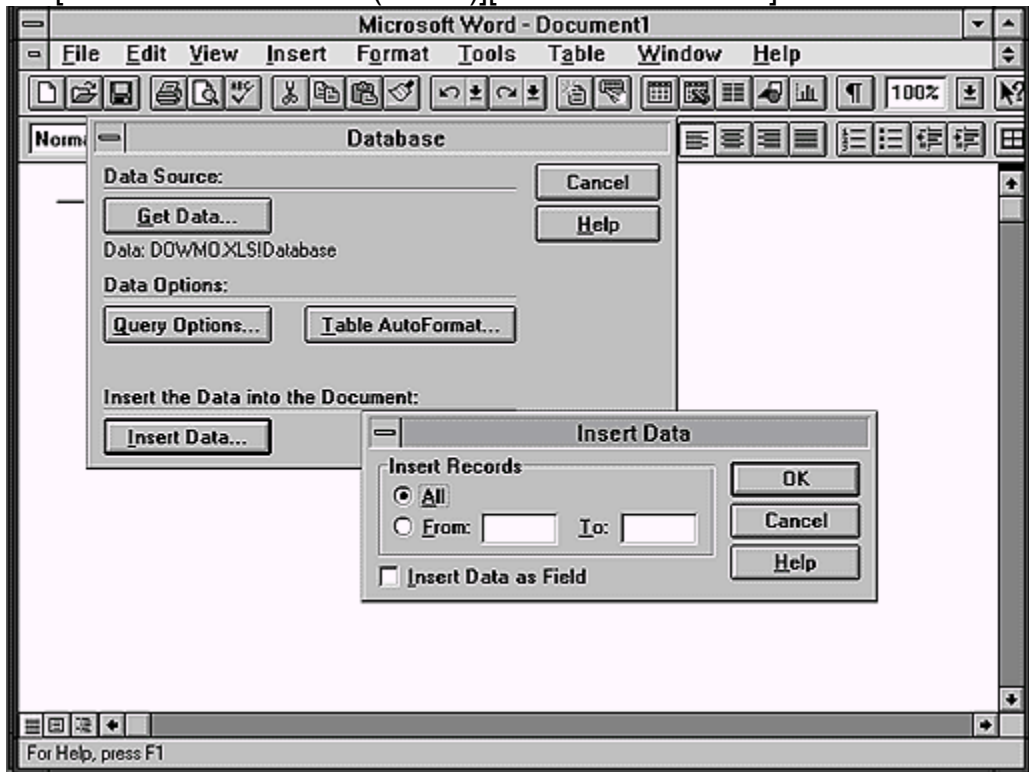 Microsoft Word - Document1
File Edit View Insert Format Tools Table Window Help
100%
Database
Data Source:
Cancel
Get Data...
Help
Data: DOWMO.XLS!Database
Data Options:
Query Options... Table AutoFormat...
Insert the Data into the Document:
Insert Data...
Insert Data
Insert Records
All
From: To:
OK
Cancel
Help
Insert Data as Field
For Help, press F1